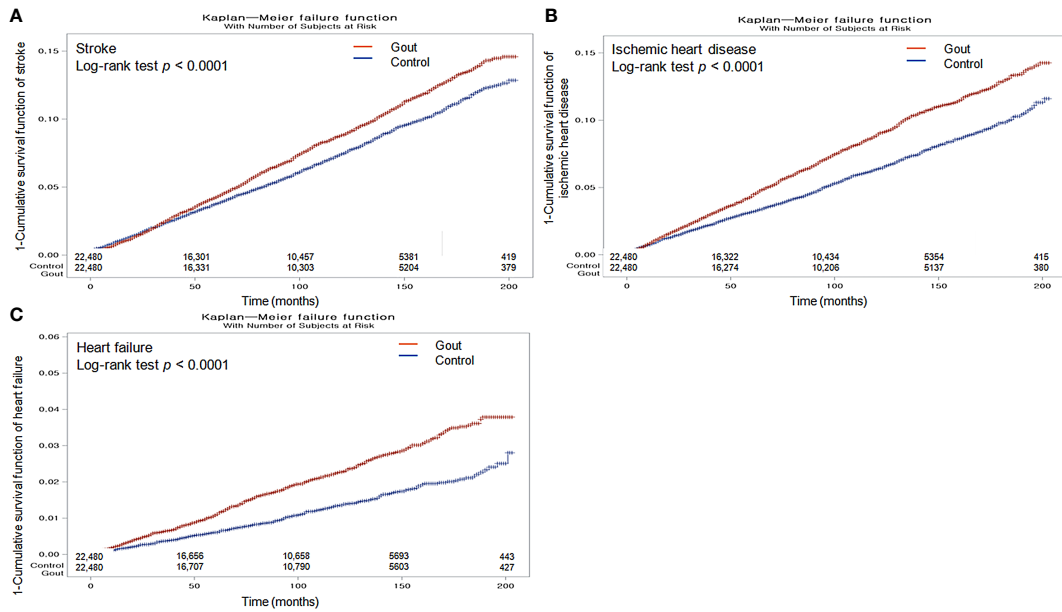 A
Kaplan—Meier failure function
With Number of Subjects at Risk
1-Cumulative survival function of stroke
Stroke
Log-rank test p < 0.0001
Gout
Control
0.15
0.10
0.05
0.00
22,480 16,301 10,457 5381 419
Control
22,480 16,331 10,303 5204 379
Gout
0 50 100 150 200
Time (months)
B
Kaplan—Meier failure function
With Number of Subjects at Risk
1-Cumulative survival function of
ischemic heart disease
Ischemic heart disease
Log-rank test p < 0.0001
Gout
Control
0.15
0.10
0.05
0.00
22,480 16,322 10,434 5354 415
Control
22,480 16,274 10,206 5137 380
Gout
0 50 100 150 200
Time (months)
C
Kaplan—Meier failure function
With Number of Subjects at Risk
1-Cumulative survival function of heart failure
Heart failure
Log-rank test p < 0.0001
Gout
Control
0.06
0.05
0.04
0.03
0.02
0.01
0.00
22,480 16,656 10,658 5693 443
Control
22,480 16,707 10,790 5603 427
Gout
0 50 100 150 200
Time (months)